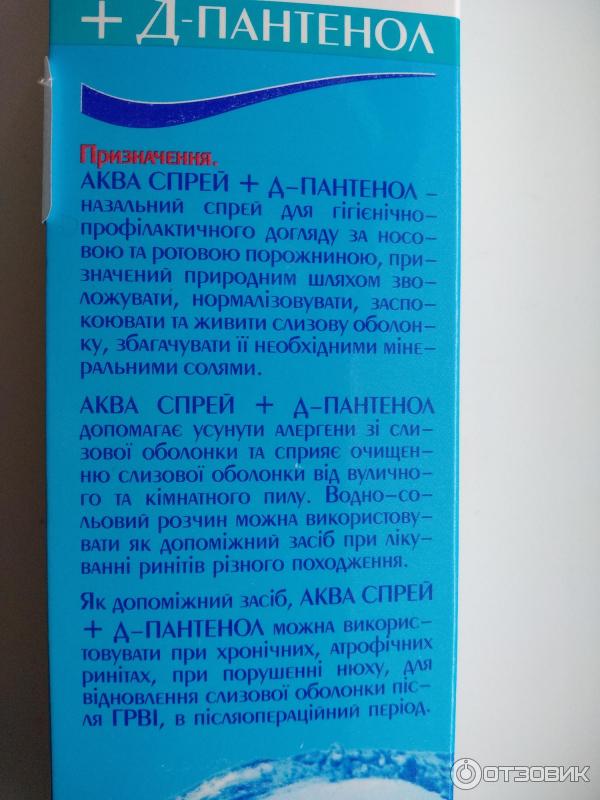 + Д-ПАНТЕНОЛ
Призначення.
АКВА СПРЕЙ + Д-ПАНТЕНОЛ -
назальний спрей для гігієнічно-
профілактичного догляду за носо-
вою та ротовою порожниною, при-
значений природним шляхом зво-
ложувати, нормалізовувати, заспо-
коювати та живити слизову оболон-
ку, збагачувати її необхідними міне-
ральними солями.
АКВА СПРЕЙ + Д-ПАНТЕНОЛ
допомагає усунути алергени зі сли-
зової оболонки та сприяє очищен-
ню слизової оболонки від вулично-
го та кімнатного пилу. Водно-со-
льовий розчин можна використову-
вати як допоміжний засіб при ліку-
ванні ринітів різного походження.
Як допоміжний засіб, АКВА СПРЕЙ
+ Д-ПАНТЕНОЛ можна викорис-
товувати при хронічних, атрофічних
ринітах, при порушенні нюху, для
відновлення слизової оболонки піс-
ля ГРВІ, в післяопераційний період.
ОТЗОВИК